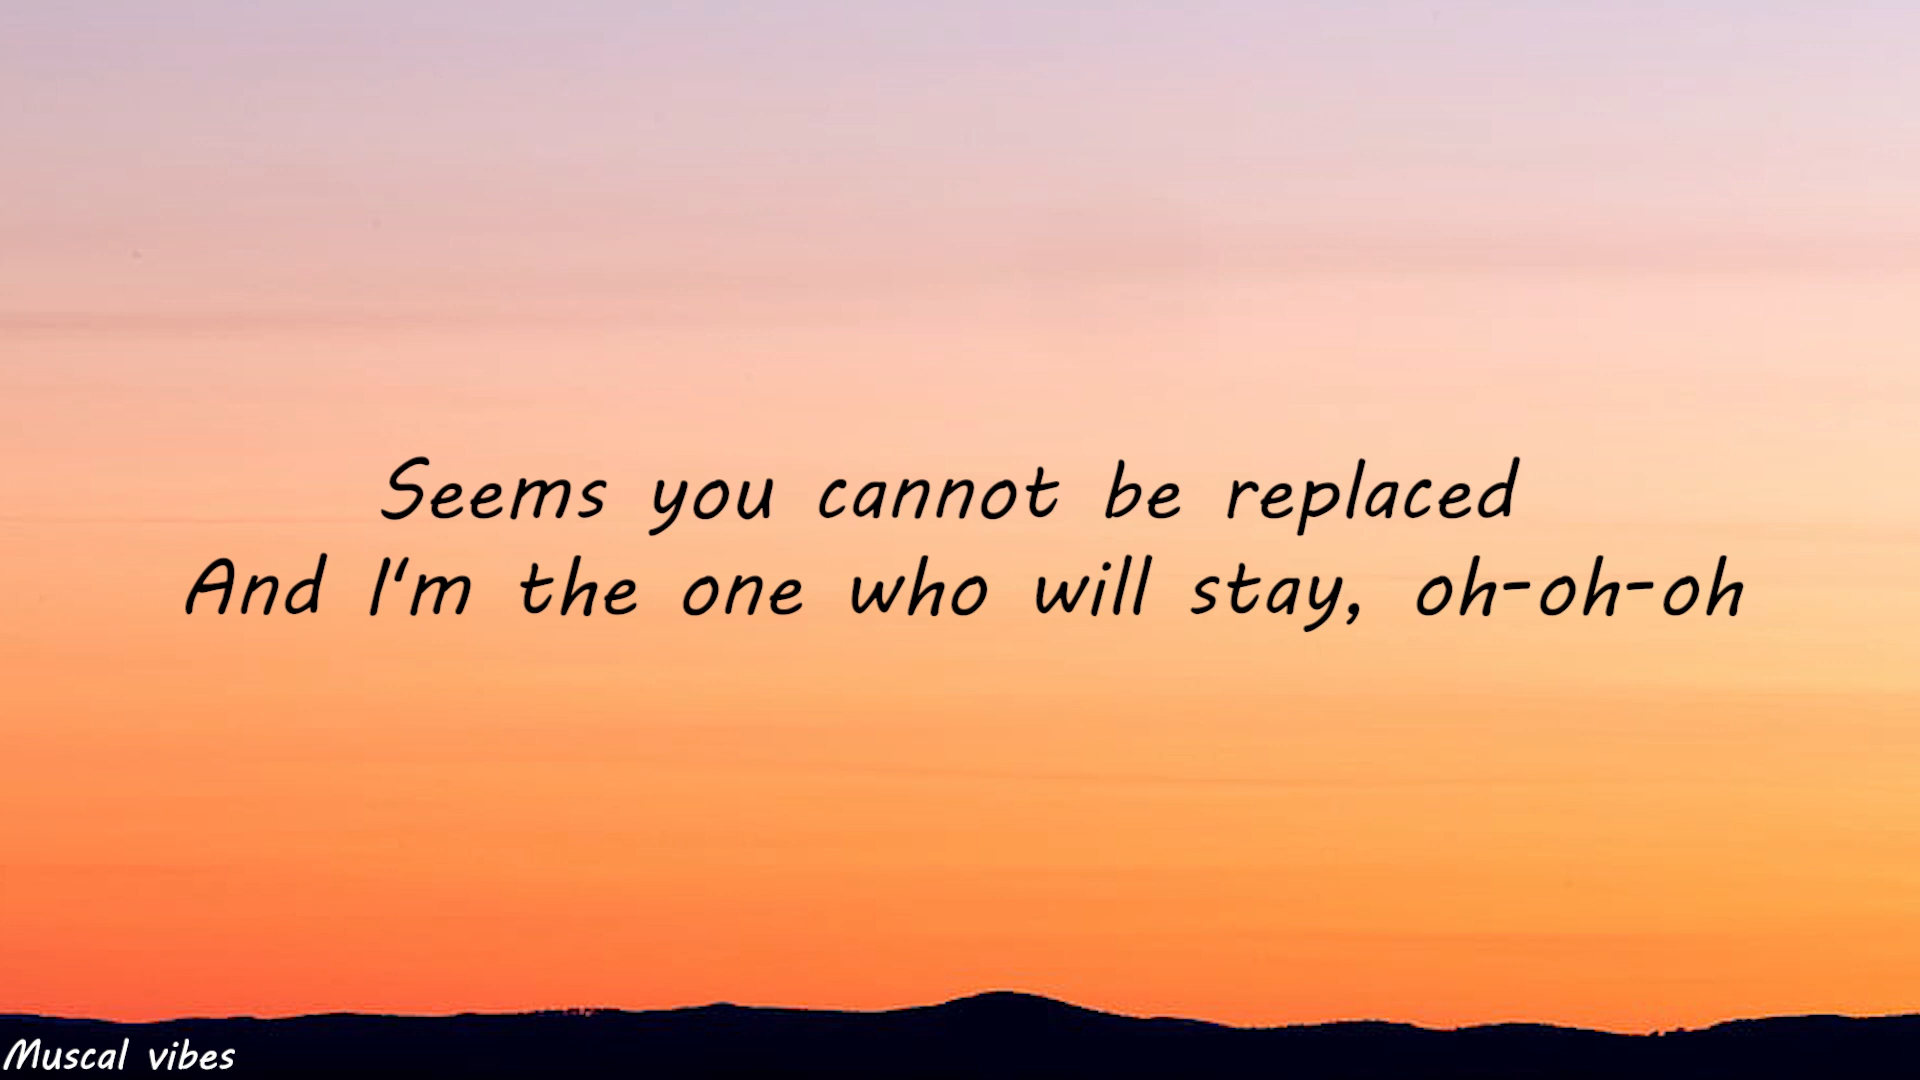 Seems you cannot be replaced
And I'm the one who will stay, oh-oh-oh
Muscal vibes